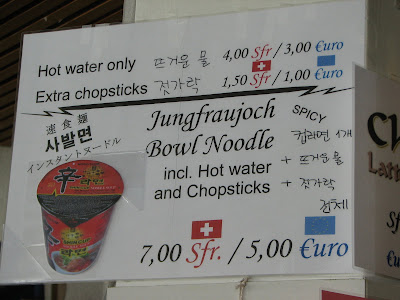 Hot water only 뜨거운 물 4,00 Sfr / 3,00 €uro
Extra chopsticks 젓가락 1,50 Sfr / 1,00 €uro
速食麺
사발면
インスタントヌードル
Jungfraujoch
Bowl Noodle
incl. Hot water
and Chopsticks
SPICY
컵라면 1개
+ 뜨거운 물
+ 젓가락
辛
7,00 Sfr. / 5,00 €uro